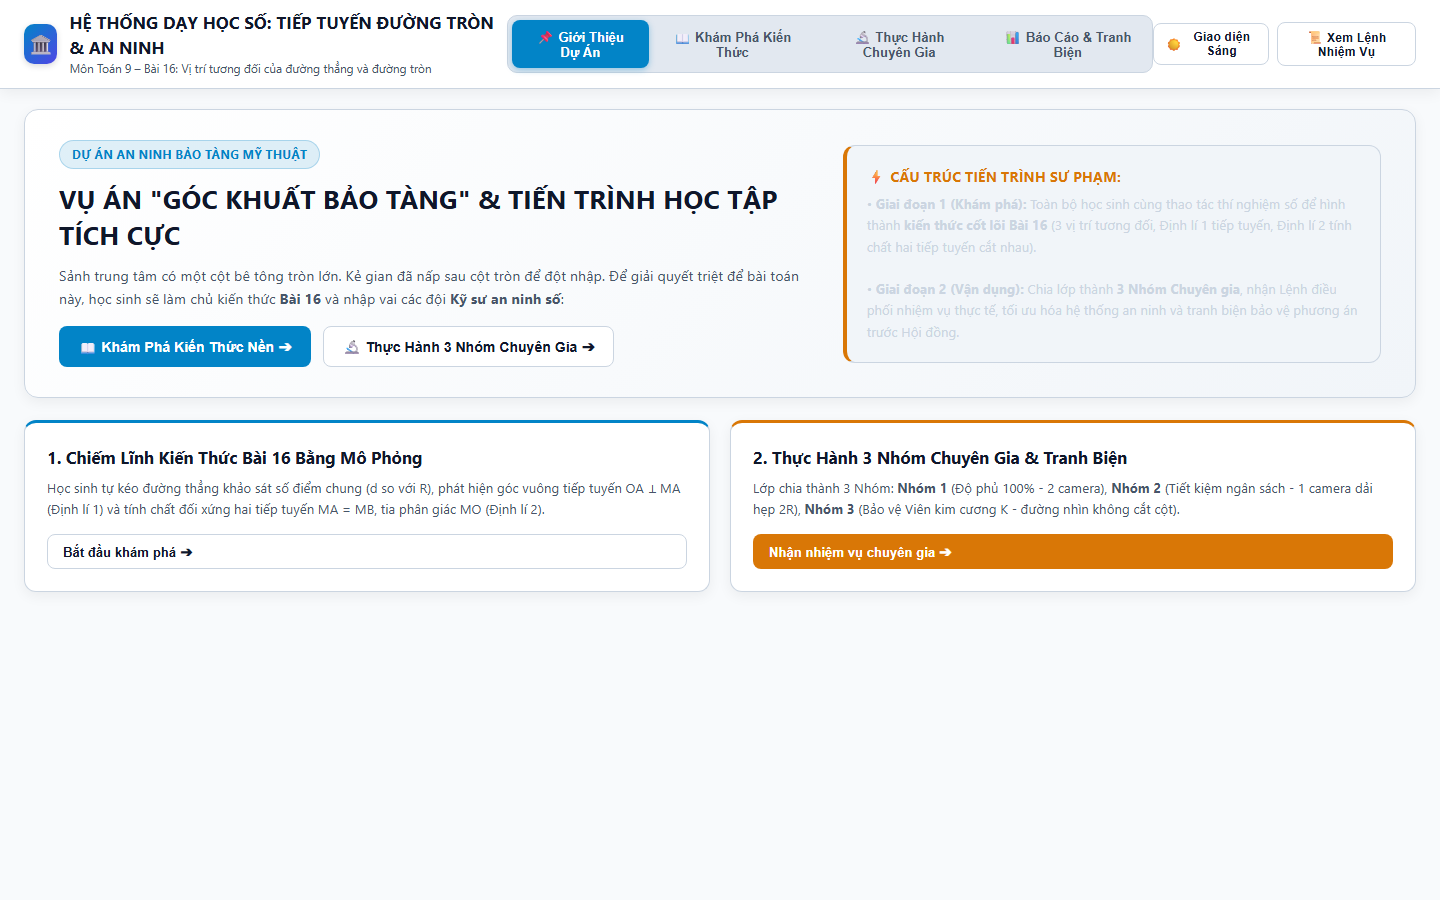 🏛️ HỆ THỐNG DẠY HỌC SỐ: TIẾP TUYẾN ĐƯỜNG TRÒN
& AN NINH
Môn Toán 9 – Bài 16: Vị trí tương đối của đường thẳng và đường tròn
📌 Giới Thiệu
Dự Án
📖 Khám Phá Kiến
Thức
🔬 Thực Hành
Chuyên Gia
📊 Báo Cáo & Tranh
Biện
Giao diện
Sáng
📜 Xem Lệnh
Nhiệm Vụ
DỰ ÁN AN NINH BẢO TÀNG MỸ THUẬT
VỤ ÁN "GÓC KHUẤT BẢO TÀNG" & TIẾN TRÌNH HỌC TẬP
TÍCH CỰC
Sảnh trung tâm có một cột bê tông tròn lớn. Kẻ gian đã nấp sau cột tròn để đột nhập. Để giải quyết triệt để bài toán
này, học sinh sẽ làm chủ kiến thức Bài 16 và nhập vai các đội Kỹ sư an ninh số:
📖 Khám Phá Kiến Thức Nền ➔
🔬 Thực Hành 3 Nhóm Chuyên Gia ➔
⚡ CẤU TRÚC TIẾN TRÌNH SƯ PHẠM:
• Giai đoạn 1 (Khám phá): Toàn bộ học sinh cùng thao tác thí nghiệm số để hình
thành kiến thức cốt lõi Bài 16 (3 vị trí tương đối, Định lí 1 tiếp tuyến, Định lí 2 tính
chất hai tiếp tuyến cắt nhau).
• Giai đoạn 2 (Vận dụng): Chia lớp thành 3 Nhóm Chuyên gia, nhận Lệnh điều
phối nhiệm vụ thực tế, tối ưu hóa hệ thống an ninh và tranh biện bảo vệ phương án
trước Hội đồng.
1. Chiếm Lĩnh Kiến Thức Bài 16 Bằng Mô Phỏng
Học sinh tự kéo đường thẳng khảo sát số điểm chung (d so với R), phát hiện góc vuông tiếp tuyến OA ⊥ MA
(Định lí 1) và tính chất đối xứng hai tiếp tuyến MA = MB, tia phân giác MO (Định lí 2).
Bắt đầu khám phá ➔
2. Thực Hành 3 Nhóm Chuyên Gia & Tranh Biện
Lớp chia thành 3 Nhóm: Nhóm 1 (Độ phủ 100% - 2 camera), Nhóm 2 (Tiết kiệm ngân sách - 1 camera dải
hẹp 2R), Nhóm 3 (Bảo vệ Viên kim cương K - đường nhìn không cắt cột).
Nhận nhiệm vụ chuyên gia ➔